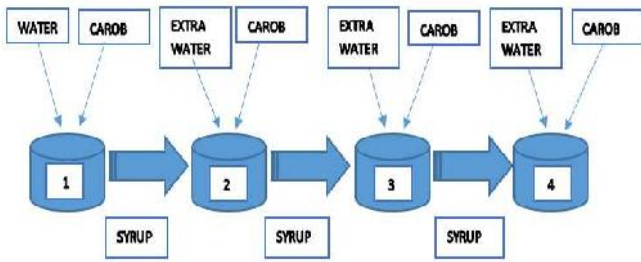 WATER
CAROB
EXTRA
WATER
CAROB
EXTRA
WATER
CAROB
EXTRA
WATER
CAROB
1
2
3
4
SYRUP
SYRUP
SYRUP